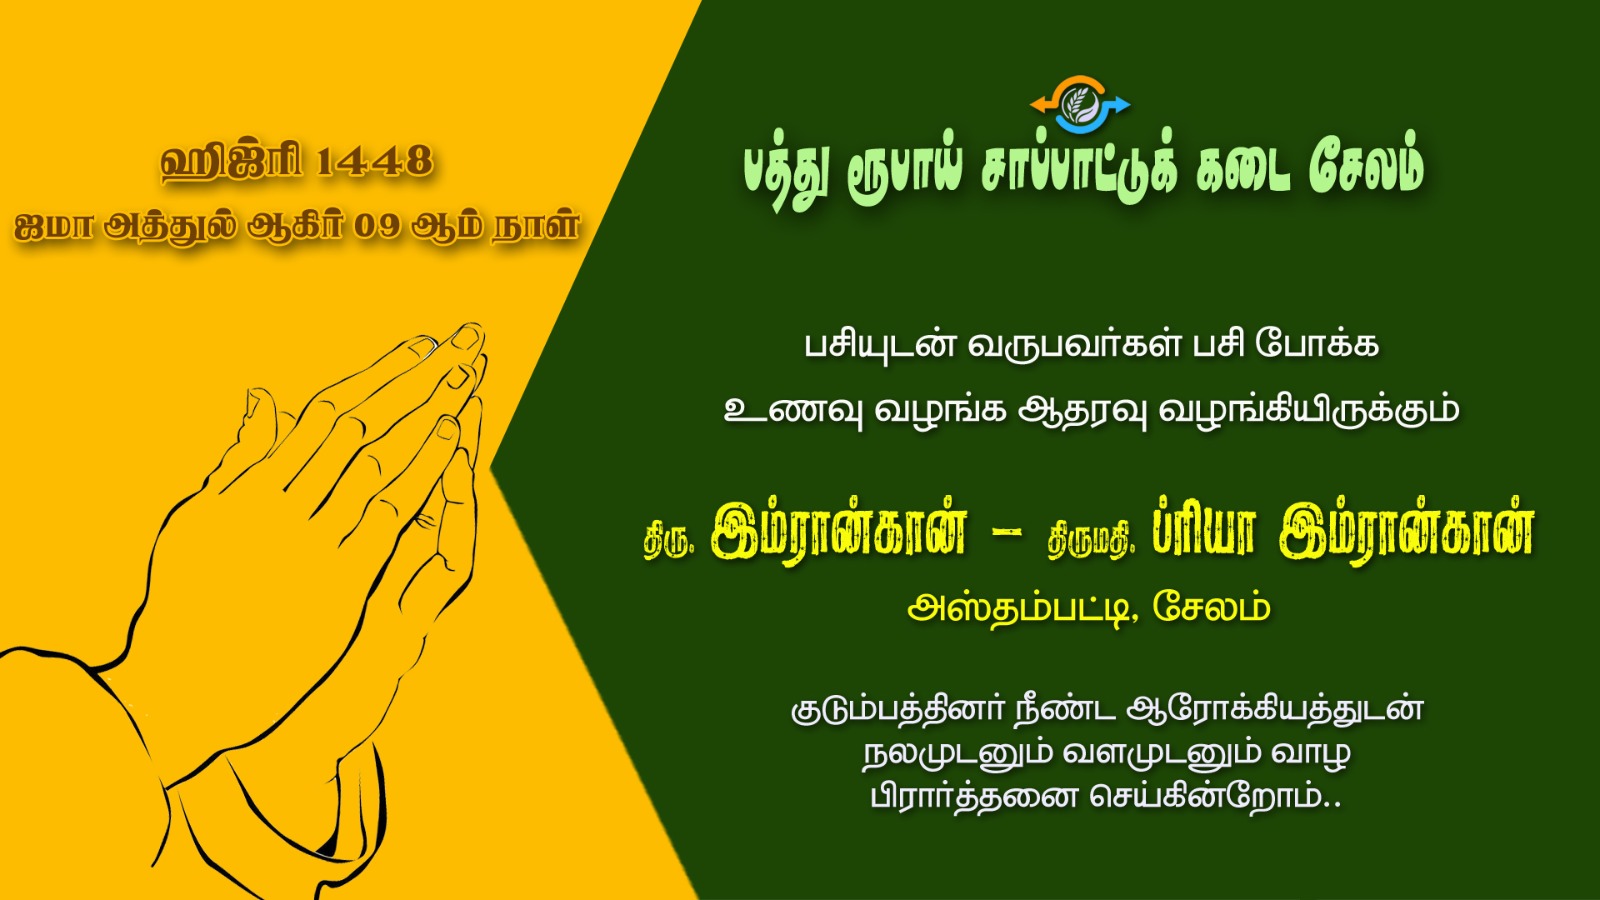 ஹிஜ்ரி 1448
ஜமா அத்துல் ஆகிர் 09 ஆம் நாள்
பத்து ரூபாய் சாப்பாட்டுக் கடை சேலம்
பசியுடன் வருபவர்கள் பசி போக்க
உணவு வழங்க ஆதரவு வழங்கியிருக்கும்
திரு. இம்ரான்கான் - திருமதி. ப்ரியா இம்ரான்கான்
அஸ்தம்பட்டி, சேலம்
குடும்பத்தினர் நீண்ட ஆரோக்கியத்துடன்
நலமுடனும் வளமுடனும் வாழ
பிரார்த்தனை செய்கின்றோம்..